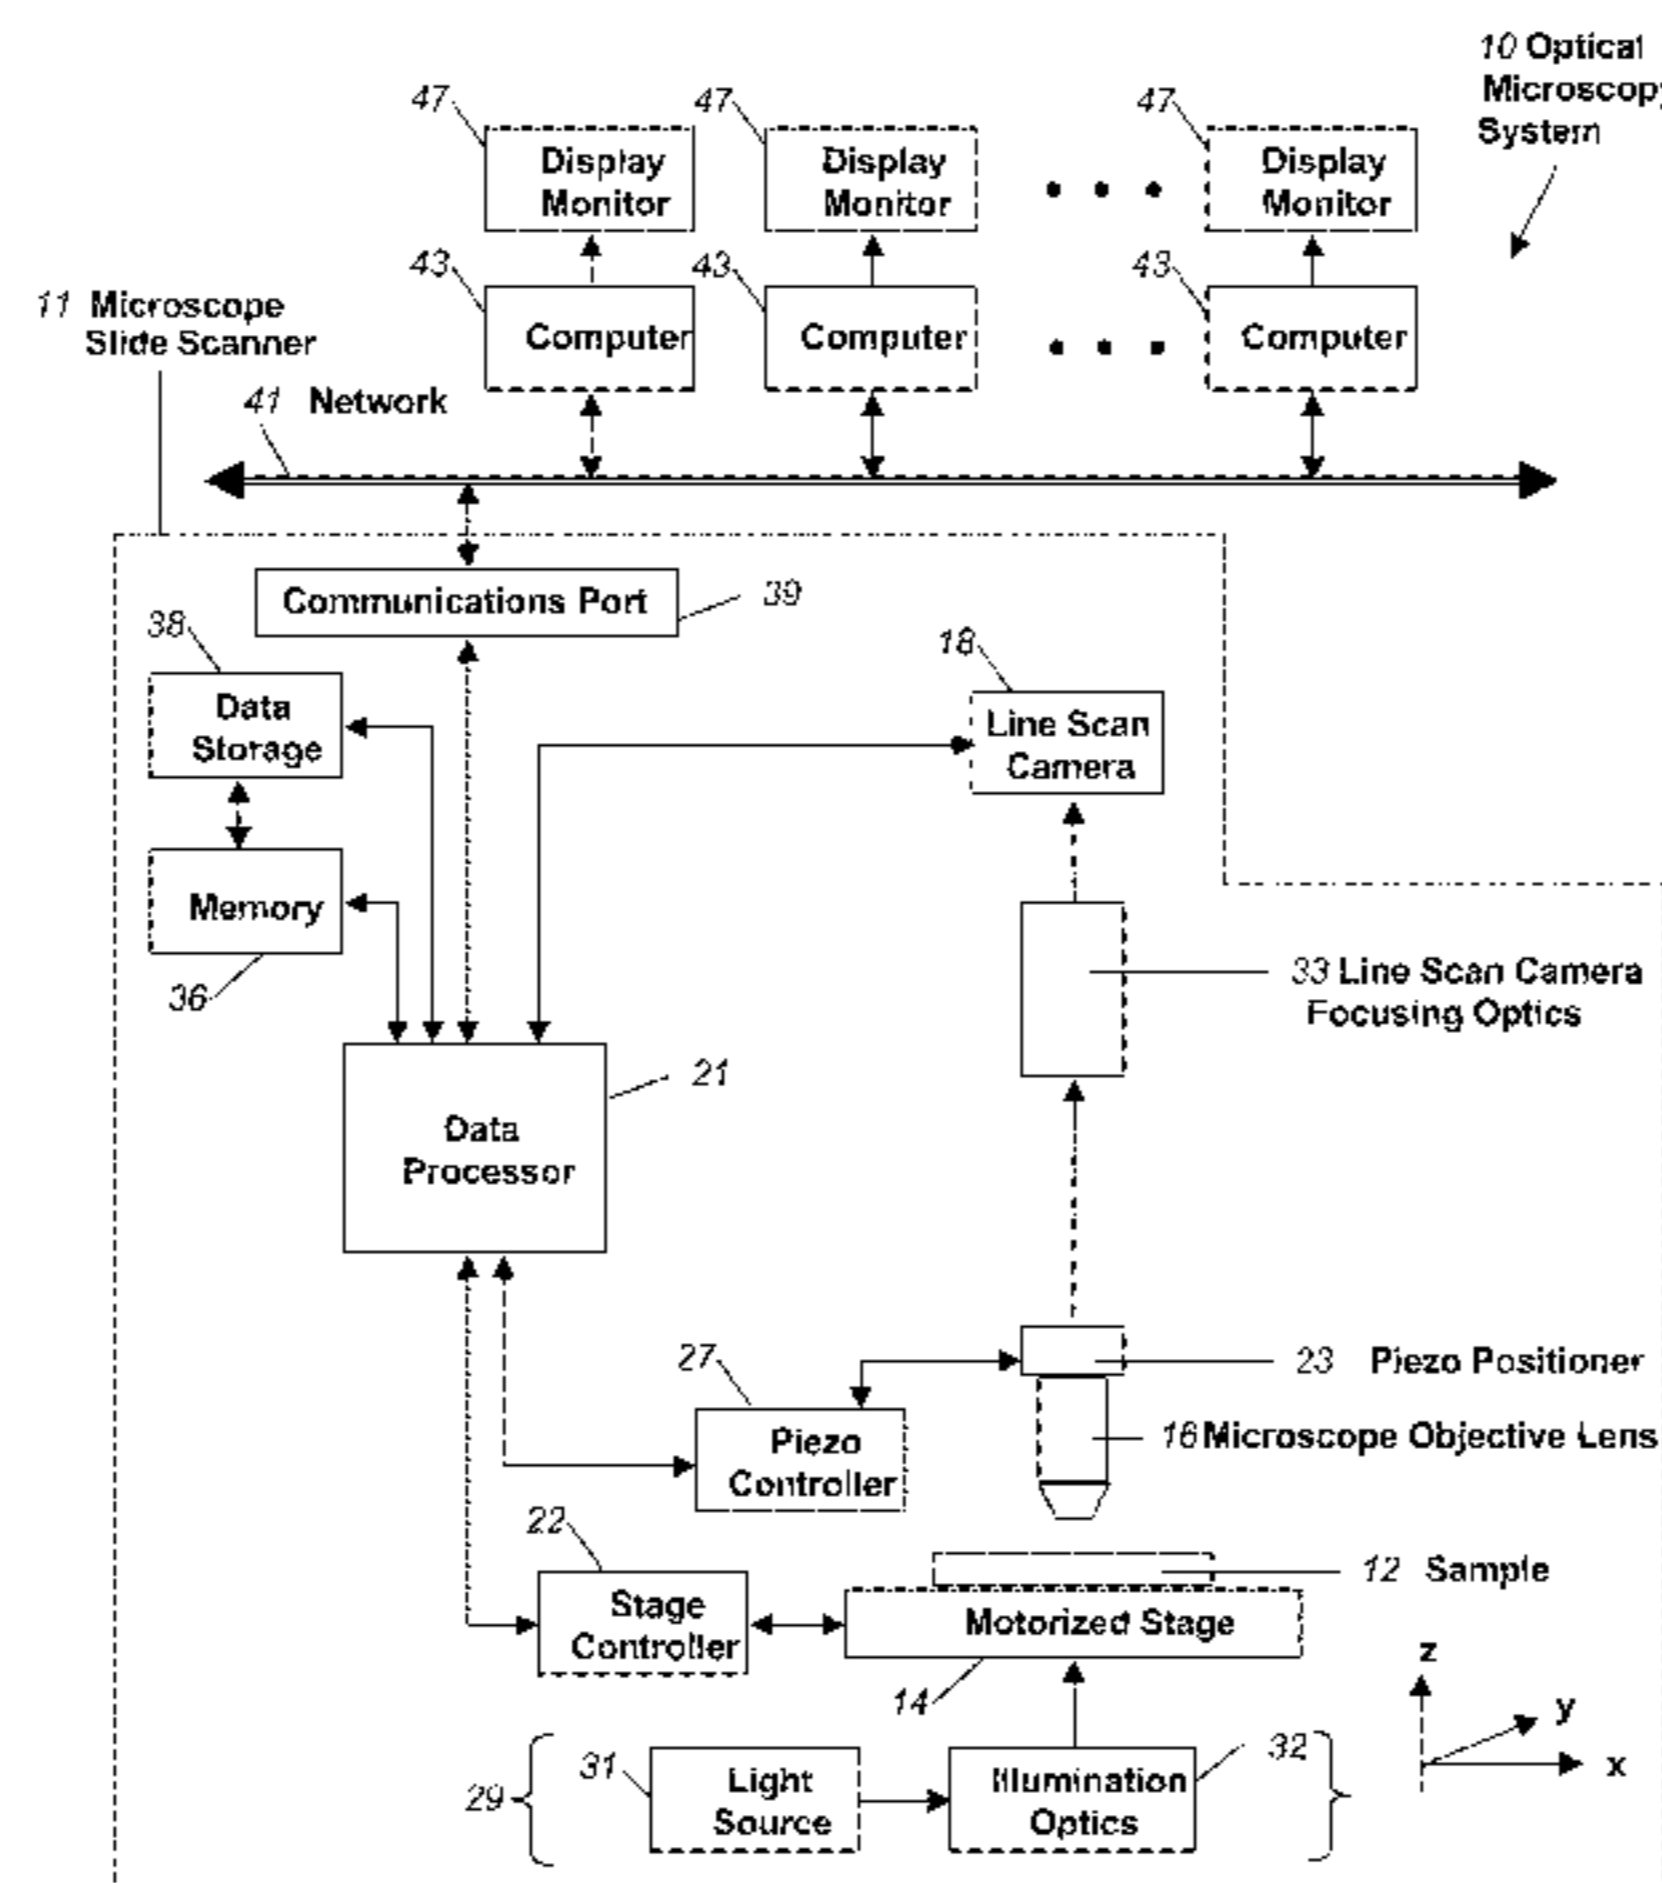 10 Optical
Microscopy
System
47
47
47
Display
Monitor
Display
Monitor
Display
Monitor
43
43
43
Computer
Computer
Computer
11 Microscope
Slide Scanner
41 Network
Communications Port
39
38
Data
Storage
18
Line Scan
Camera
Memory
36
33 Line Scan Camera
Focusing Optics
21
Data
Processor
27
Piezo
Controller
23 Piezo Positioner
16 Microscope Objective Lens
22
Stage
Controller
12 Sample
Motorized Stage
14
z
y
x
29
31
Light
Source
Illumination
Optics
32